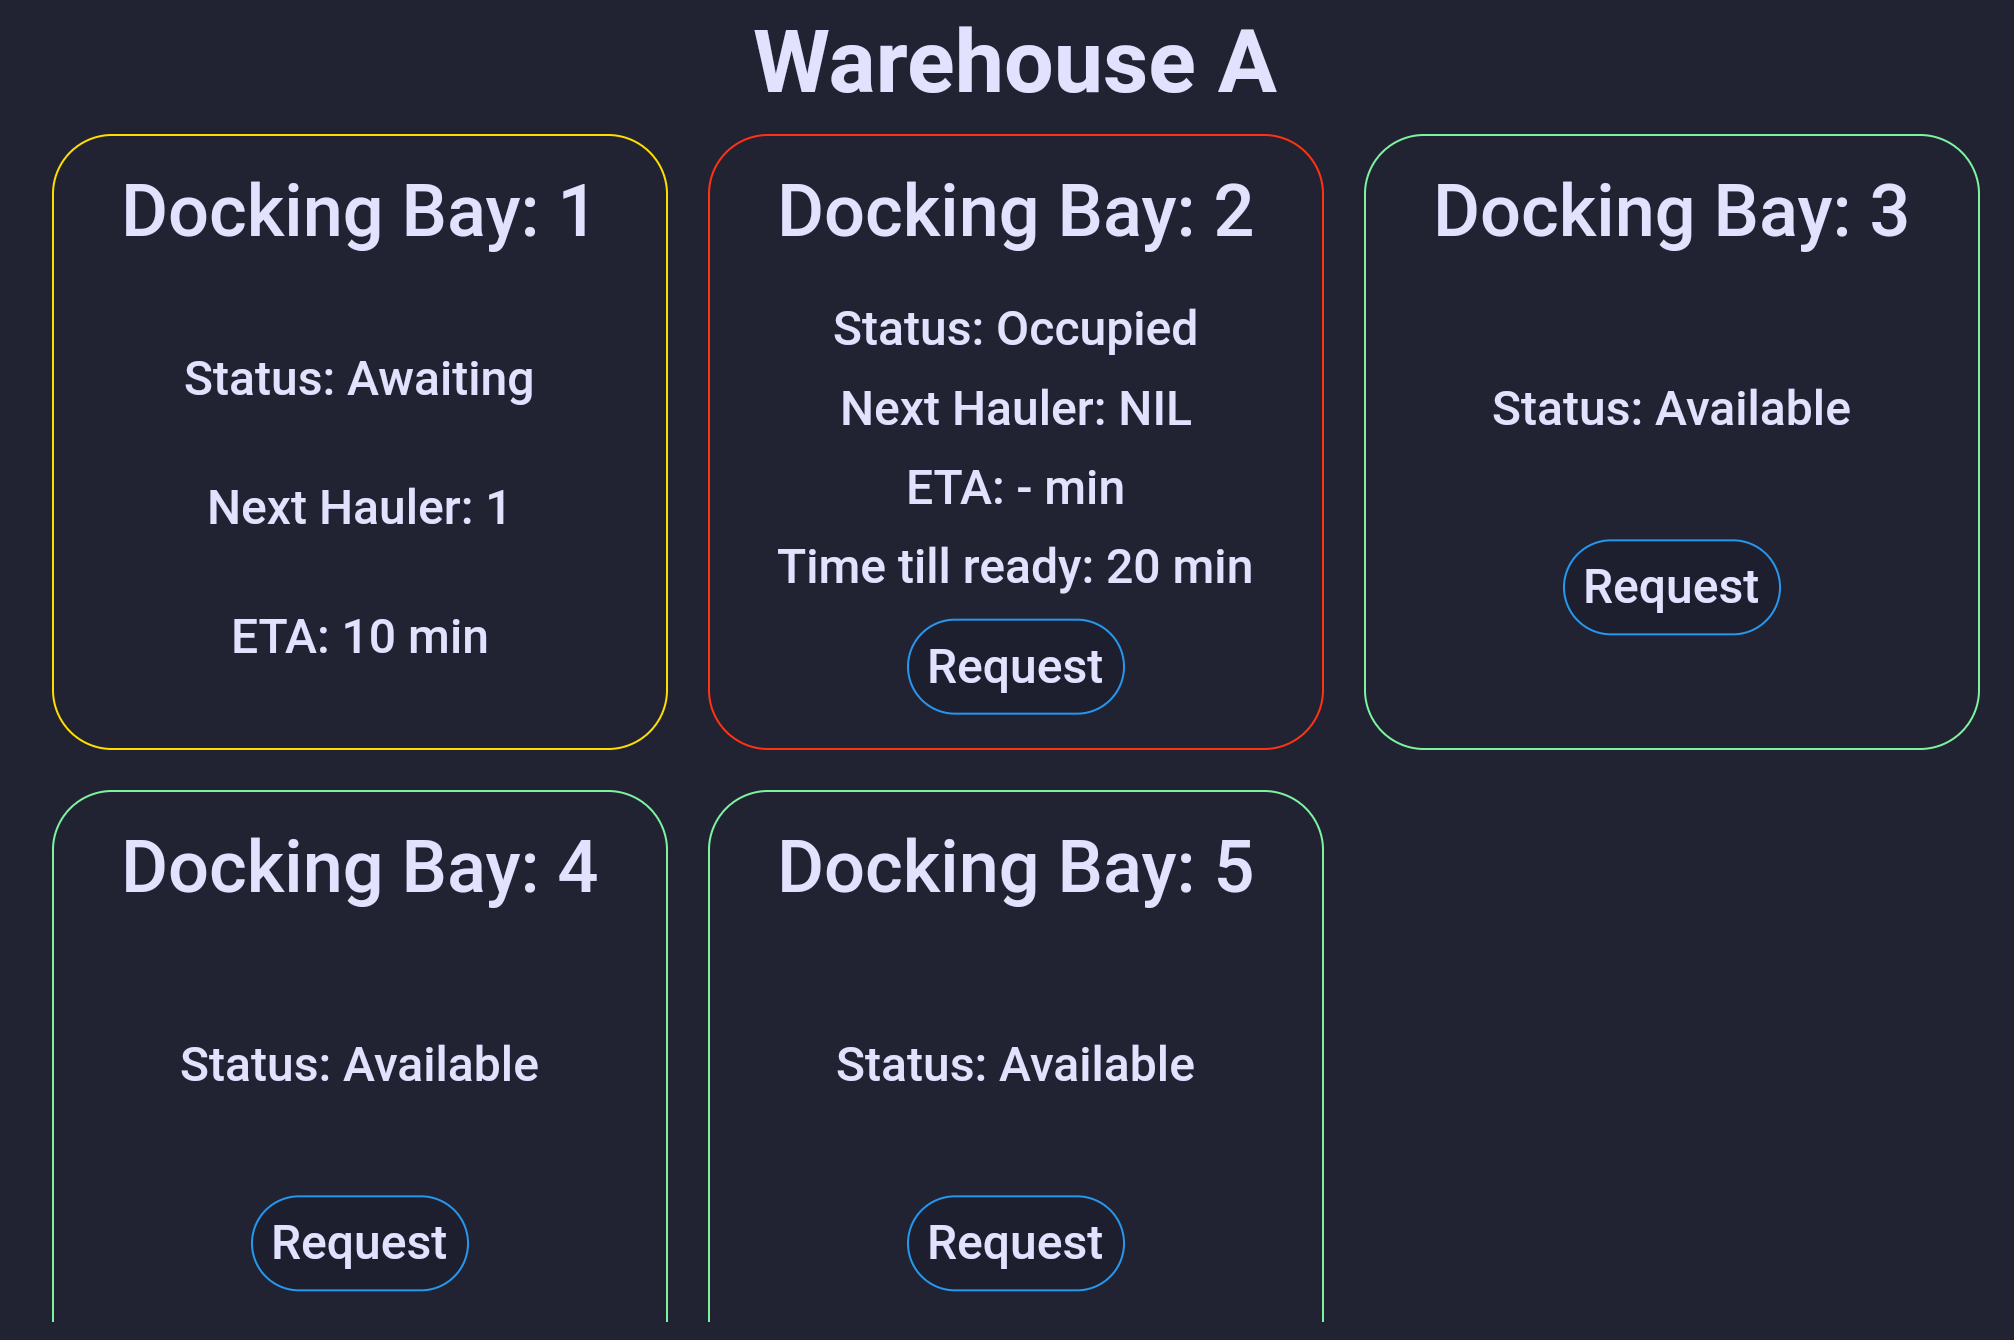 Warehouse A
Docking Bay: 1
Status: Awaiting
Next Hauler: 1
ETA: 10 min
Docking Bay: 2
Status: Occupied
Next Hauler: NIL
ETA: - min
Time till ready: 20 min
Request
Docking Bay: 3
Status: Available
Request
Docking Bay: 4
Status: Available
Request
Docking Bay: 5
Status: Available
Request